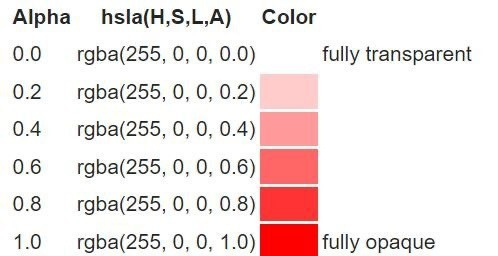 Alpha hsla(H,S,L,A) Color
0.0 rgba(255, 0, 0, 0.0) fully transparent
0.2 rgba(255, 0, 0, 0.2)
0.4 rgba(255, 0, 0, 0.4)
0.6 rgba(255, 0, 0, 0.6)
0.8 rgba(255, 0, 0, 0.8)
1.0 rgba(255, 0, 0, 1.0) fully opaque